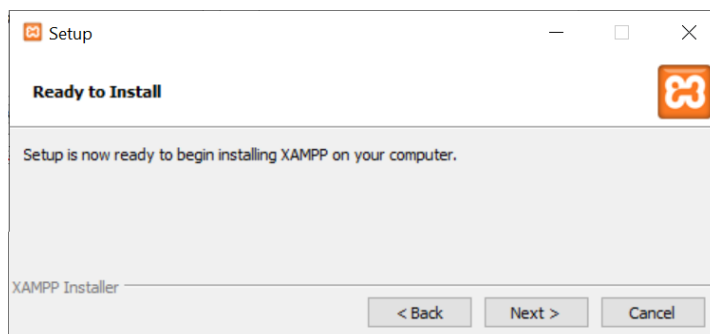 Setup
Ready to Install
Setup is now ready to begin installing XAMPP on your computer.
XAMPP Installer
< Back
Next >
Cancel